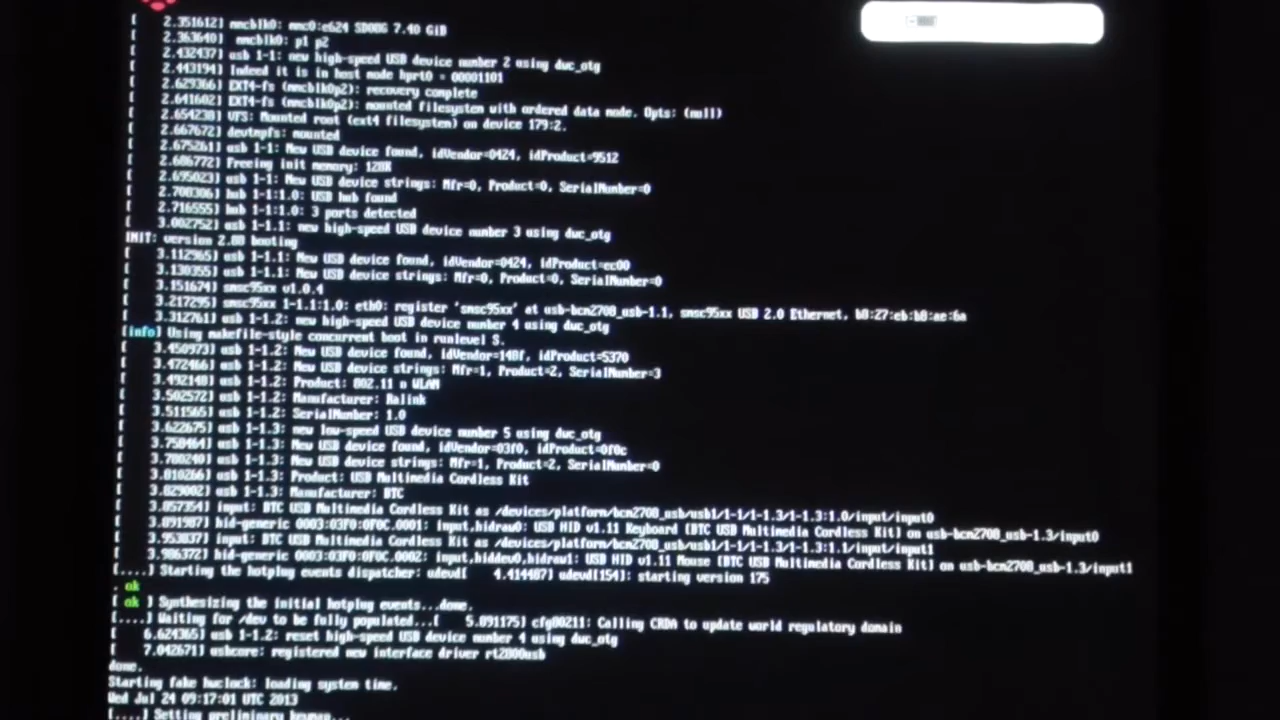 [    2.351612] mmcblk0: mmc0:e624 SD08G 7.40 GiB
[    2.363640]  mmcblk0: p1 p2
[    2.432437] usb 1-1: new high-speed USB device number 2 using dwc_otg
[    2.443194] Indeed it is in host mode hprt0 = 00001101
[    2.629366] EXT4-fs (mmcblk0p2): recovery complete
[    2.641602] EXT4-fs (mmcblk0p2): mounted filesystem with ordered data mode. Opts: (null)
[    2.654238] VFS: Mounted root (ext4 filesystem) on device 179:2.
[    2.667672] devtmpfs: mounted
[    2.675261] usb 1-1: New USB device found, idVendor=0424, idProduct=9512
[    2.686772] Freeing init memory: 128K
[    2.695023] usb 1-1: New USB device strings: Mfr=0, Product=0, SerialNumber=0
[    2.708306] hub 1-1:1.0: USB hub found
[    2.716555] hub 1-1:1.0: 3 ports detected
[    3.002752] usb 1-1.1: new high-speed USB device number 3 using dwc_otg
INIT: version 2.88 booting
[    3.112965] usb 1-1.1: New USB device found, idVendor=0424, idProduct=ec00
[    3.130355] usb 1-1.1: New USB device strings: Mfr=0, Product=0, SerialNumber=0
[    3.151674] smsc95xx v1.0.4
[    3.217295] smsc95xx 1-1.1:1.0: eth0: register 'smsc95xx' at usb-bcm2708_usb-1.1, smsc95xx USB 2.0 Ethernet, b8:27:eb:b8:ae:6a
[    3.312761] usb 1-1.2: new high-speed USB device number 4 using dwc_otg
[info] Using makefile-style concurrent boot in runlevel S.
[    3.450973] usb 1-1.2: New USB device found, idVendor=148f, idProduct=5370
[    3.472466] usb 1-1.2: New USB device strings: Mfr=1, Product=2, SerialNumber=3
[    3.492148] usb 1-1.2: Product: 802.11 n WLAN
[    3.502572] usb 1-1.2: Manufacturer: Ralink
[    3.511565] usb 1-1.2: SerialNumber: 1.0
[    3.622675] usb 1-1.3: new low-speed USB device number 5 using dwc_otg
[    3.758464] usb 1-1.3: New USB device found, idVendor=03f0, idProduct=0f0c
[    3.780240] usb 1-1.3: New USB device strings: Mfr=1, Product=2, SerialNumber=0
[    3.810266] usb 1-1.3: Product: USB Multimedia Cordless Kit
[    3.829002] usb 1-1.3: Manufacturer: BTC
[    3.857354] input: BTC USB Multimedia Cordless Kit as /devices/platform/bcm2708_usb/usb1/1-1/1-1.3/1-1.3:1.0/input/input0
[    3.891987] hid-generic 0003:03F0:0F0C.0001: input,hidraw0: USB HID v1.11 Keyboard [BTC USB Multimedia Cordless Kit] on usb-bcm2708_usb-1.3/input0
[    3.953837] input: BTC USB Multimedia Cordless Kit as /devices/platform/bcm2708_usb/usb1/1-1/1-1.3/1-1.3:1.1/input/input1
[    3.986372] hid-generic 0003:03F0:0F0C.0002: input,hiddev0,hidraw1: USB HID v1.11 Mouse [BTC USB Multimedia Cordless Kit] on usb-bcm2708_usb-1.3/input1
[....] Starting the hotplug events dispatcher: udevd[    4.414487] udevd[154]: starting version 175
. ok
[ ok ] Synthesizing the initial hotplug events...done.
[....] Waiting for /dev to be fully populated...[    5.091175] cfg80211: Calling CRDA to update world regulatory domain
[    6.624365] usb 1-1.2: reset high-speed USB device number 4 using dwc_otg
[    7.042671] usbcore: registered new interface driver rt2800usb
done.
Starting fake hwclock: loading system time.
Wed Jul 24 09:17:01 UTC 2013
[....] Setting preliminary keymap...